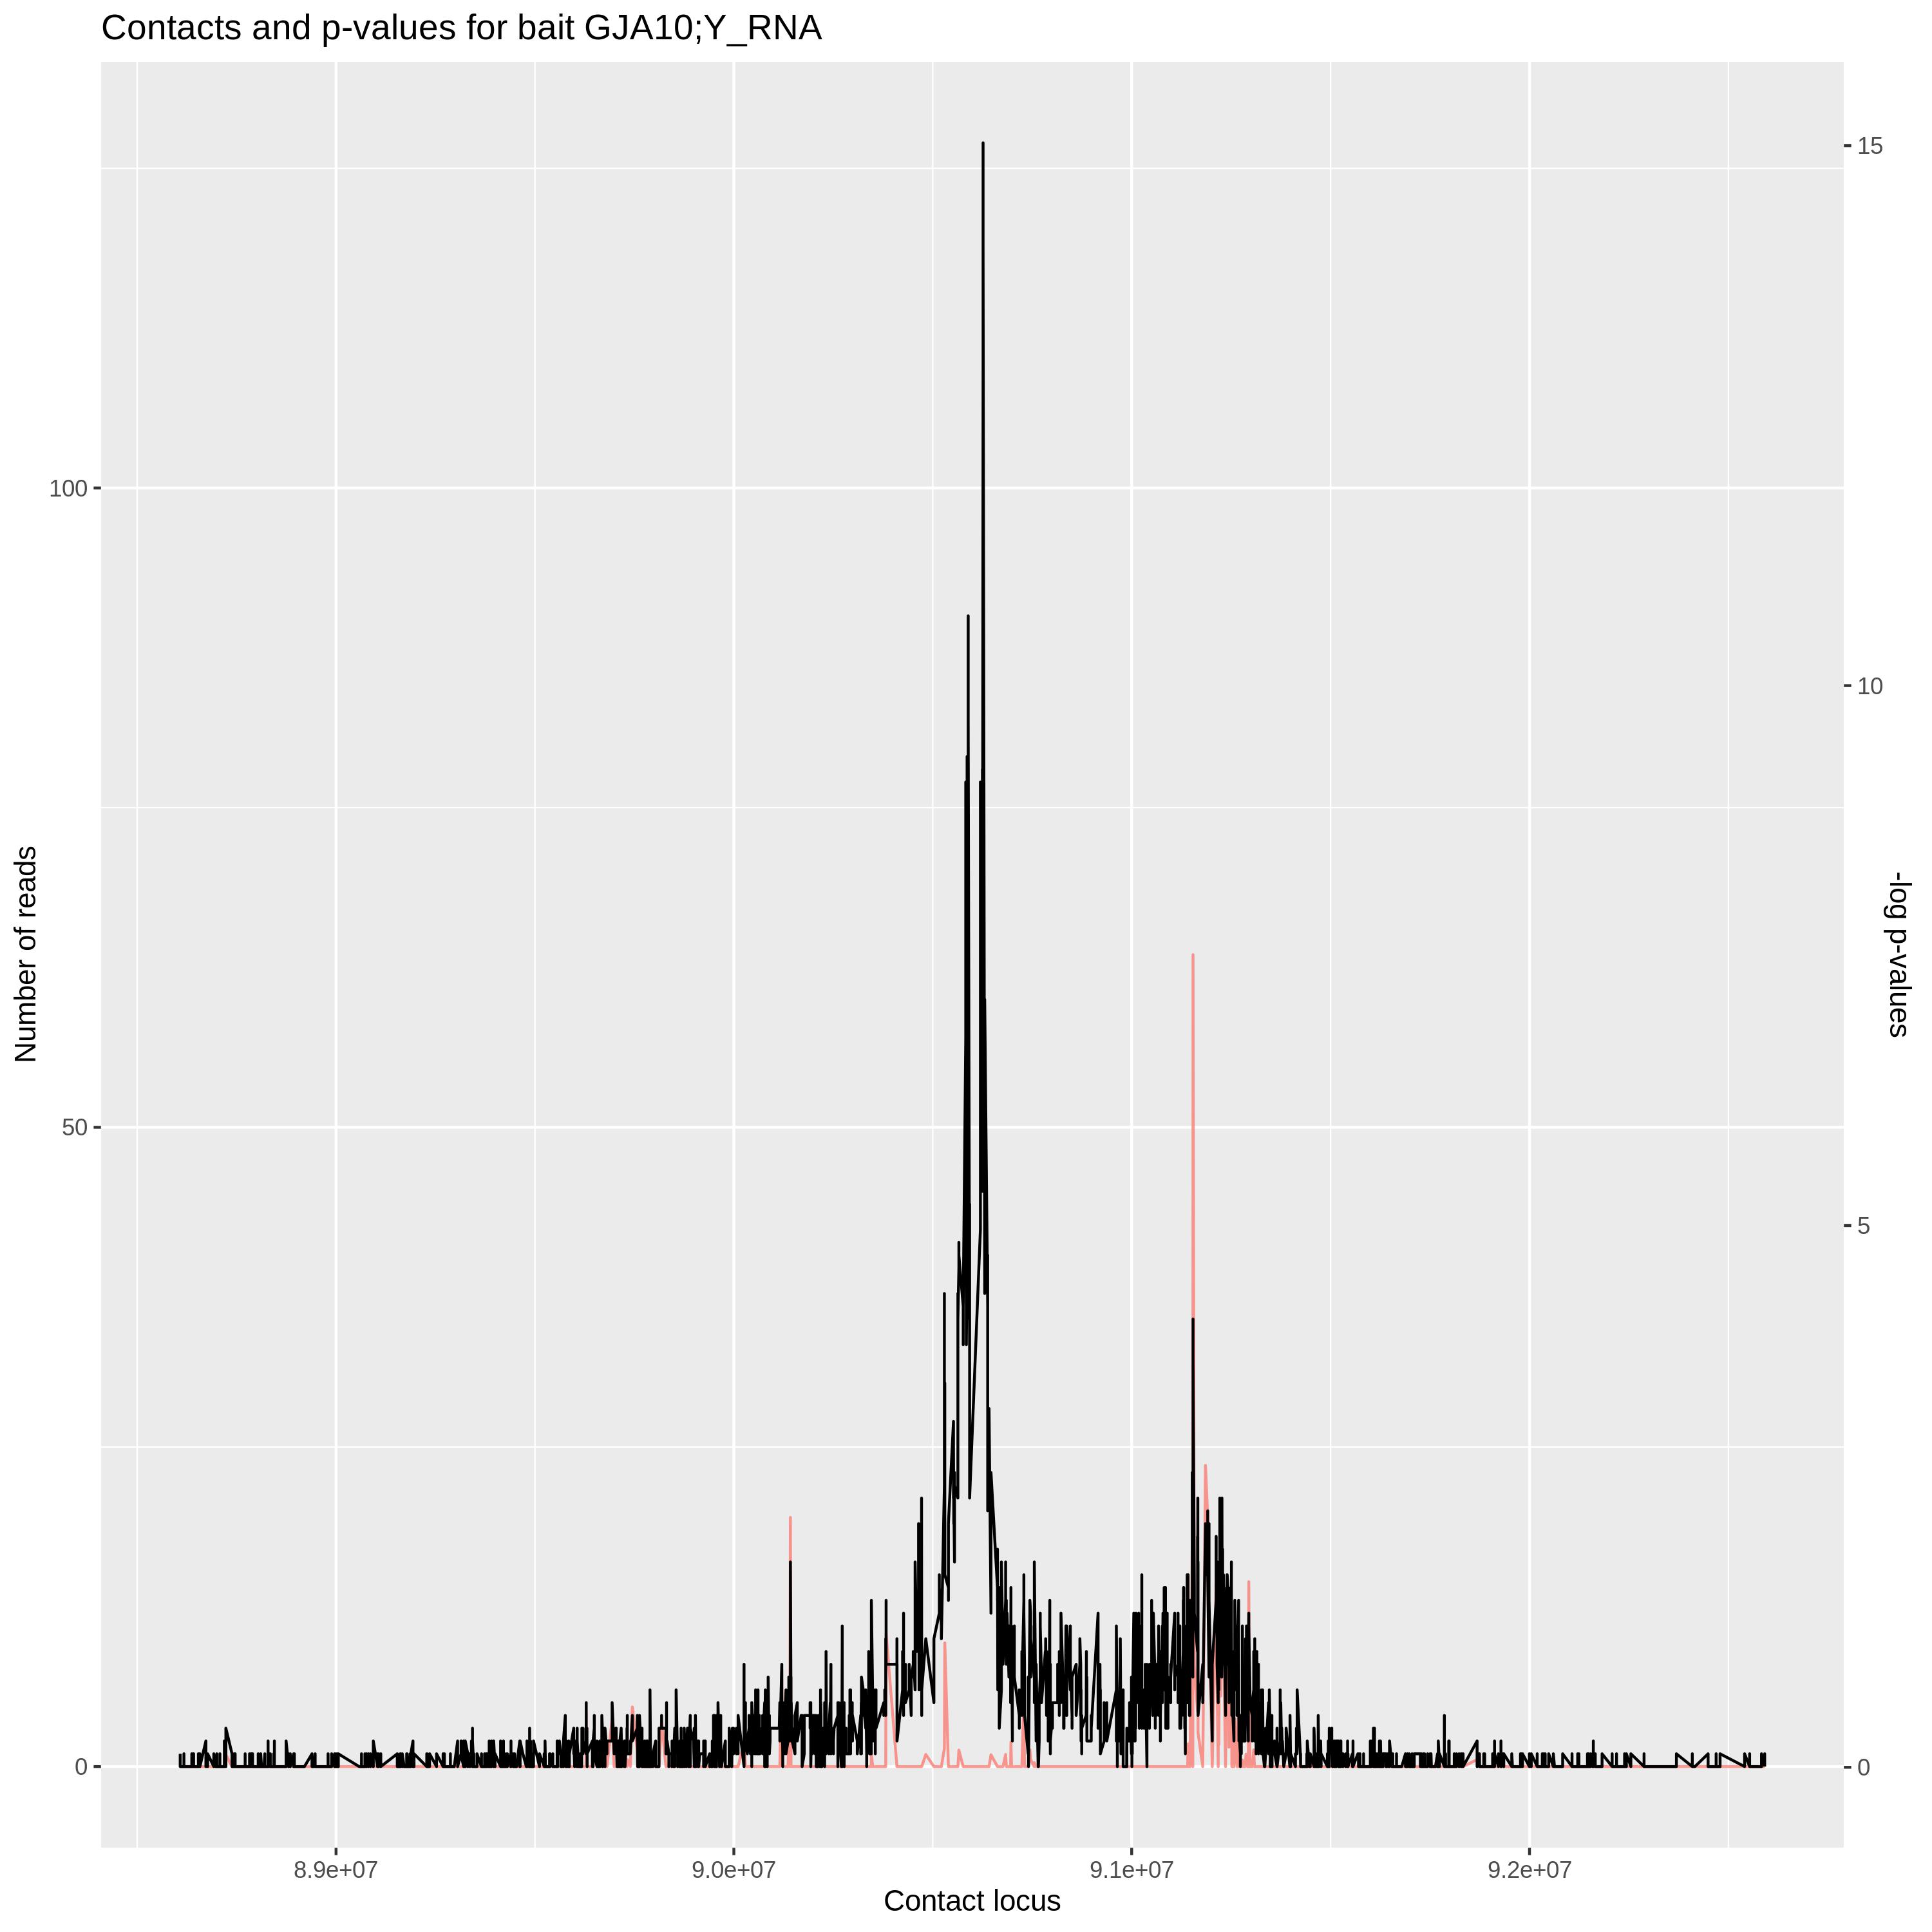 Contacts and p-values for bait GJA10;Y_RNA
Number of reads
100
50
0
15
10
5
0
-log p-values
8.9e+07 9.0e+07 9.1e+07 9.2e+07
Contact locus